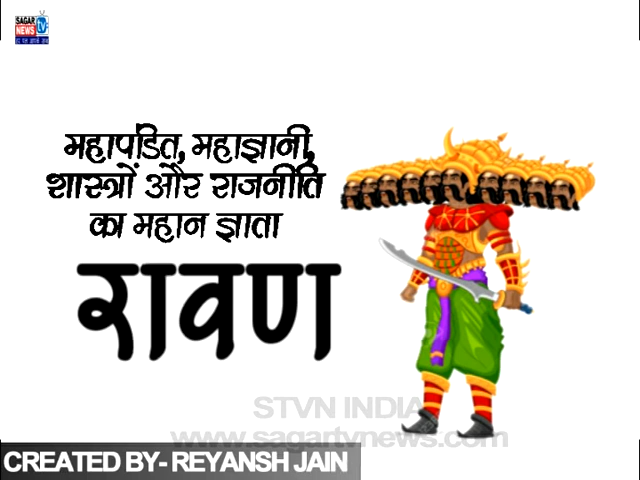 SAGAR
NEWS TV
महापंडित, महाज्ञानी,
शास्त्रों और राजनीति
का महान ज्ञाता
रावण
STVN INDIA
www.sagartvnews.com
CREATED BY- REYANSH JAIN